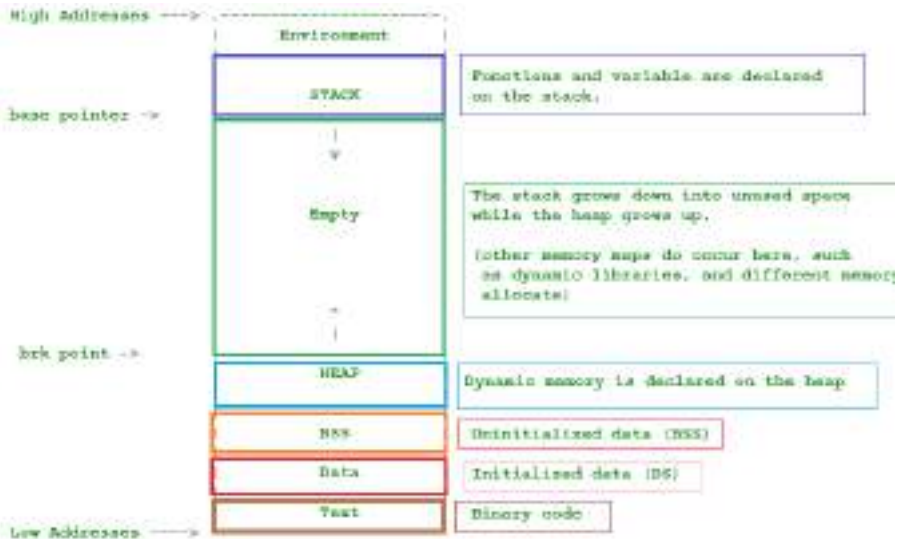 High Addresses ---->
Environment
STACK
Functions and variable are declared
on the stack.
base pointer ->
Empty
The stack grows down into unused space
while the heap grows up.
(other memory maps do occur here, such
as dynamic libraries, and different memory
allocate)
brk point ->
HEAP
Dynamic memory is declared on the heap
BSS
Uninitialized data (BSS)
Data
Initialized data (DS)
Text
Binary code
Low Addresses ---->